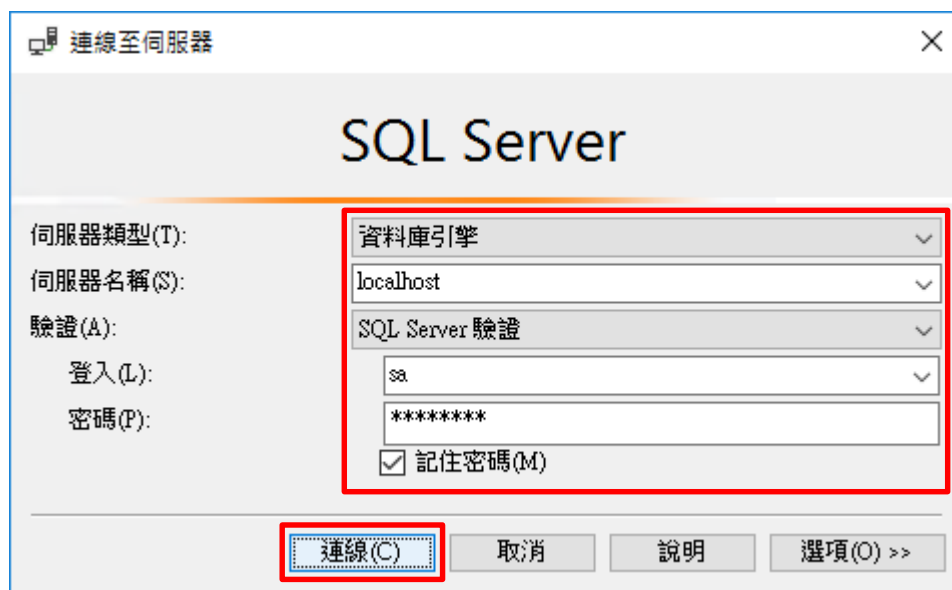 連線至伺服器
SQL Server
伺服器類型(T): 資料庫引擎
伺服器名稱(S): localhost
驗證(A): SQL Server 驗證
登入(L): sa
密碼(P): ********
記住密碼(M)
連線(C) 取消 說明 選項(O) >>